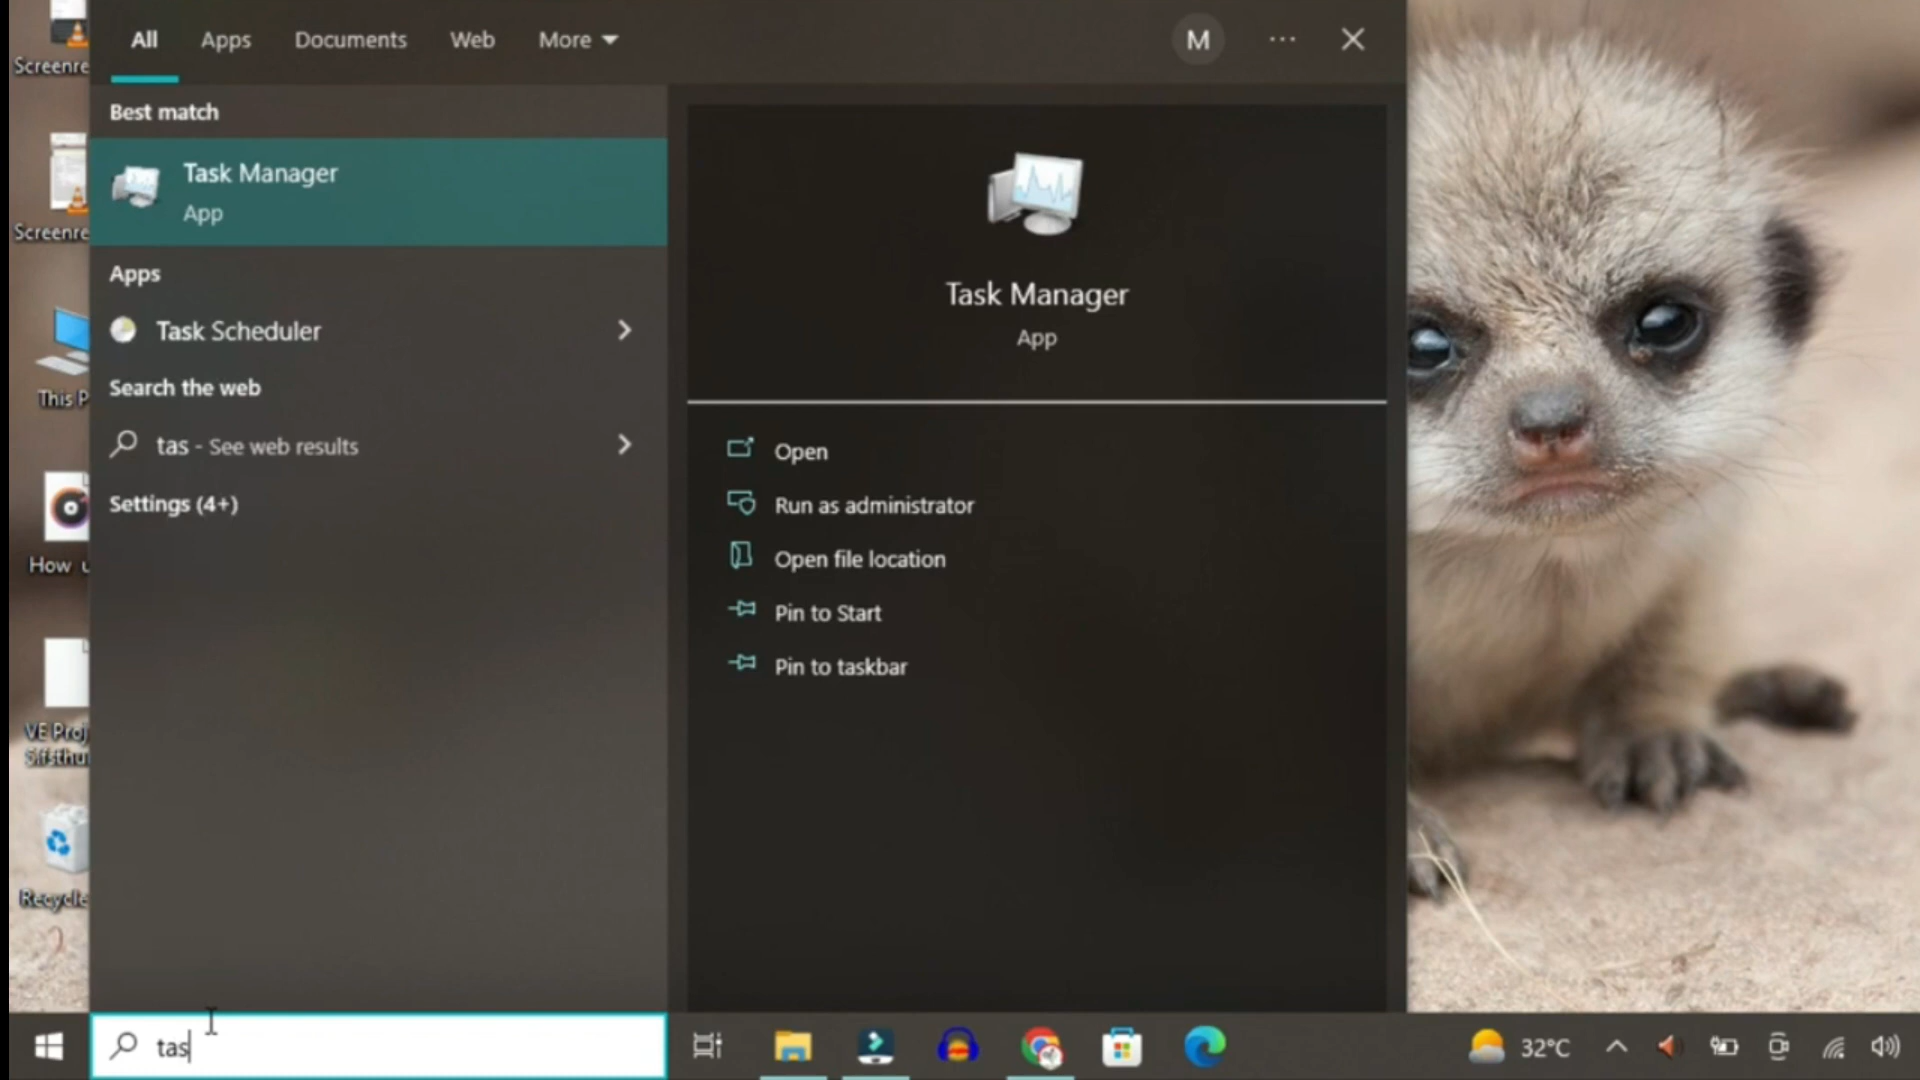 All
Apps
Documents
Web
More
M
Best match
Task Manager
App
Apps
Task Scheduler
Search the web
tas - See web results
Settings (4+)
Task Manager
App
Open
Run as administrator
Open file location
Pin to Start
Pin to taskbar
Screenre
Screenre
This P
How u
VE Proj
Recycle
tas
32°C